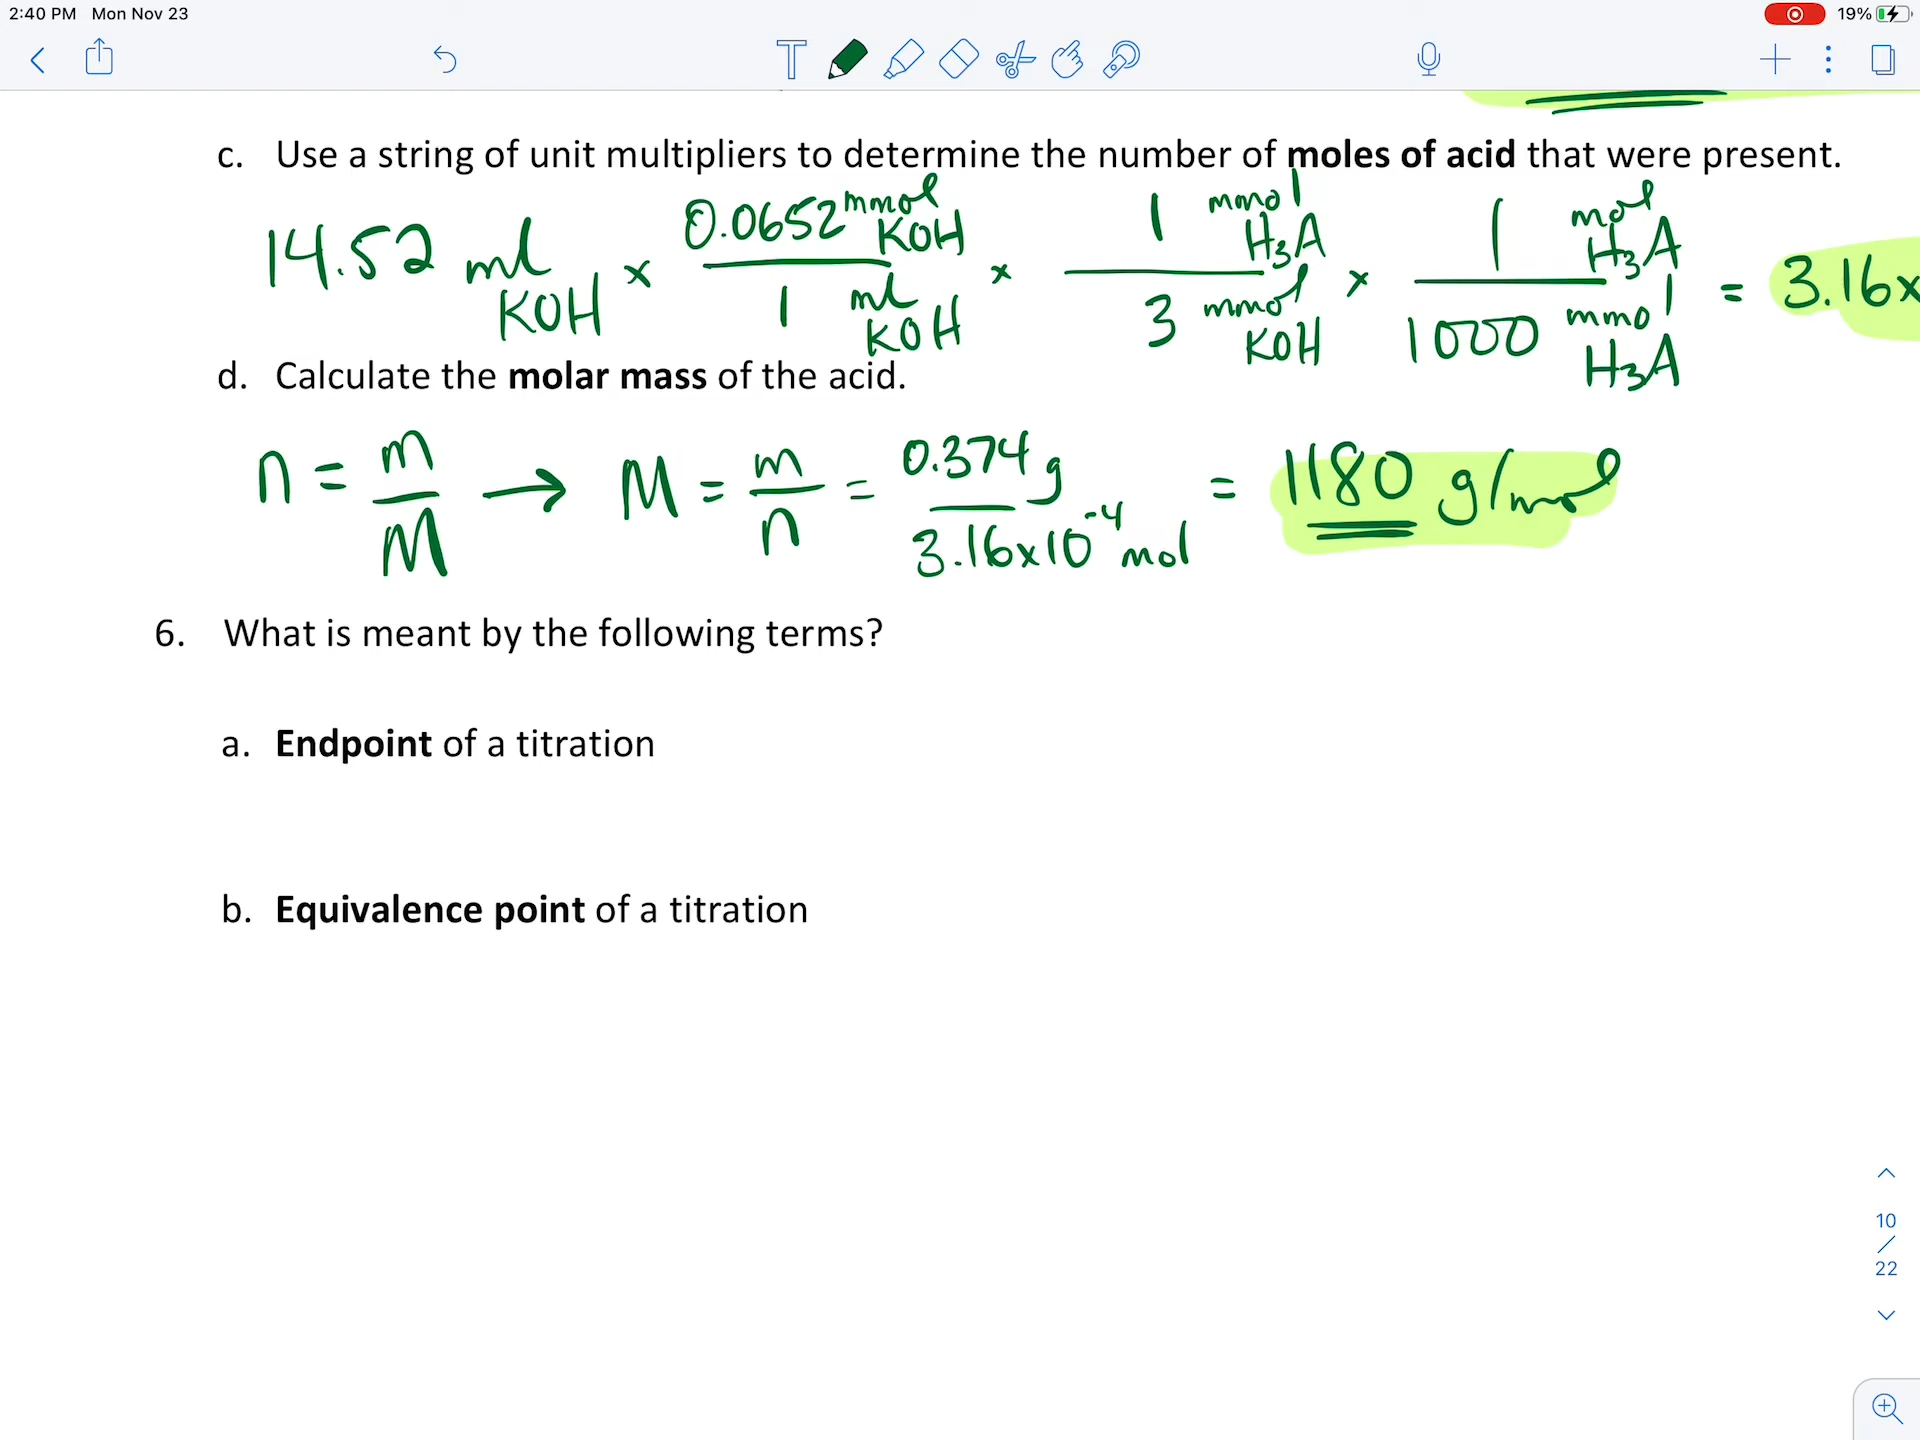 2:40 PM Mon Nov 23
19%
T
c. Use a string of unit multipliers to determine the number of moles of acid that were present.
14.52 ml KOH x 0.0652 mmol KOH / 1 ml KOH x 1 mmol H₃A / 3 mmol KOH x 1 mol H₃A / 1000 mmol H₃A = 3.16x
d. Calculate the molar mass of the acid.
n = m/M → M = m/n = 0.374 g / 3.16x10⁻⁴ mol = 1180 g/mol
6. What is meant by the following terms?
a. Endpoint of a titration
b. Equivalence point of a titration
10
/
22